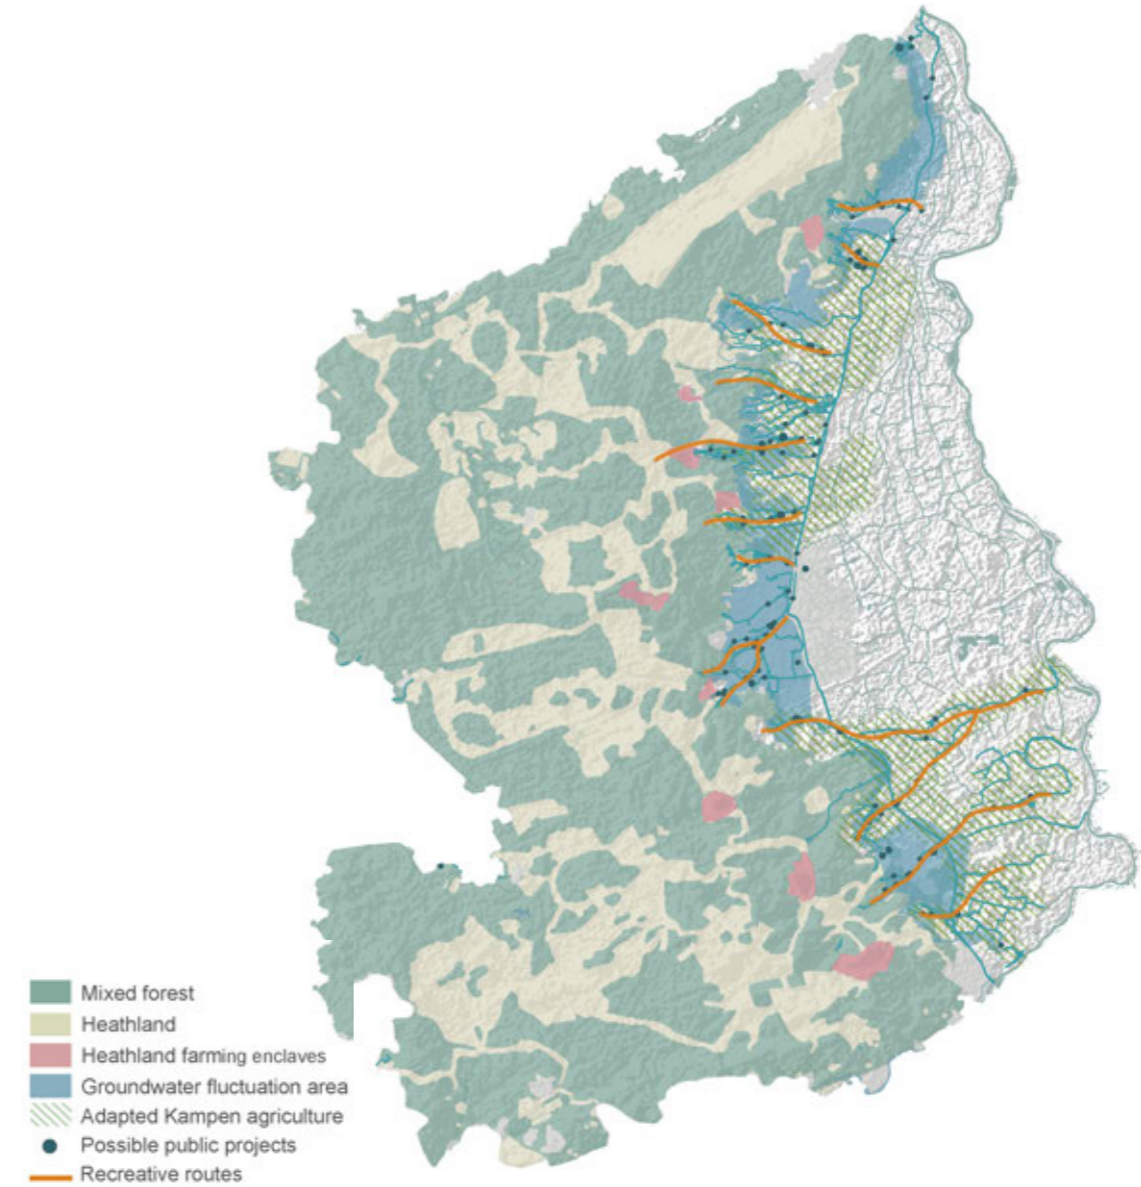 Mixed forest
Heathland
Heathland farming enclaves
Groundwater fluctuation area
Adapted Kampen agriculture
Possible public projects
Recreative routes